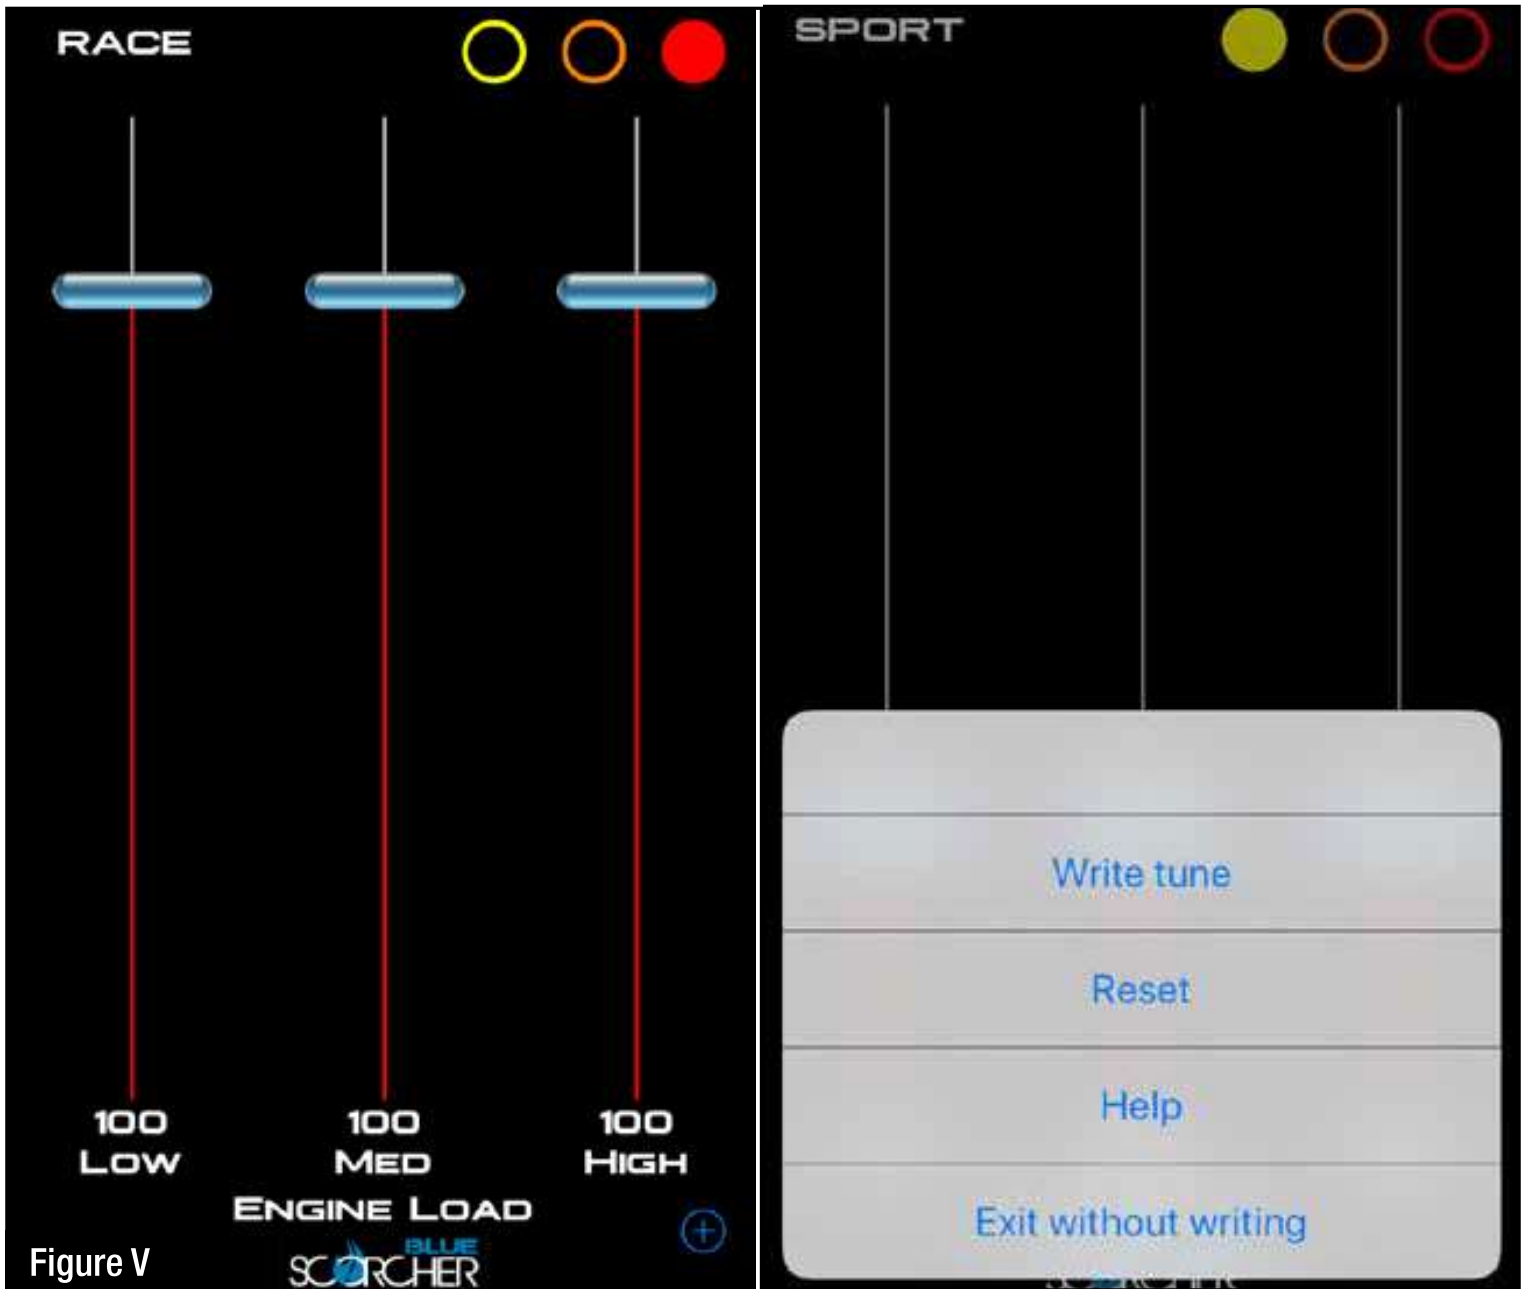 RACE
100 100 100
LOW MED HIGH
ENGINE LOAD
BLUE
SCORCHER
Figure V
SPORT
Write tune
Reset
Help
Exit without writing
SCORCHER